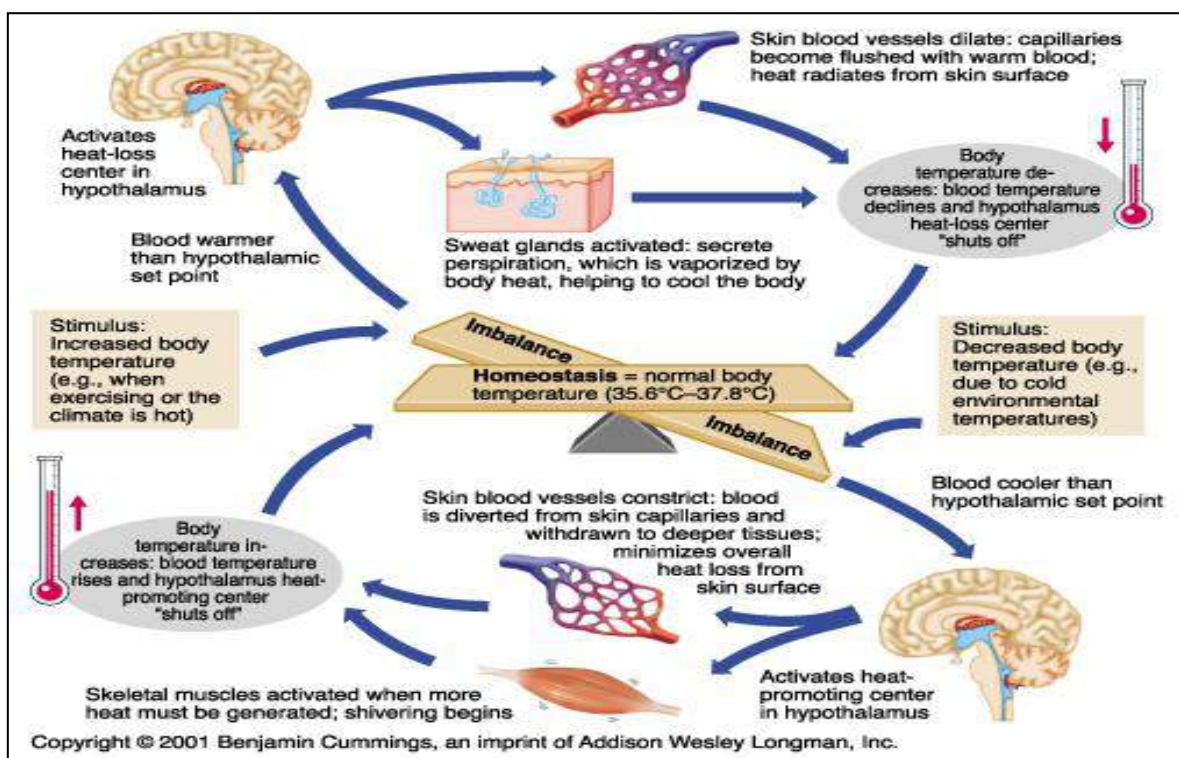 Skin blood vessels dilate: capillaries
become flushed with warm blood;
heat radiates from skin surface
Activates
heat-loss
center in
hypothalamus
Body
temperature de-
creases: blood temperature
declines and hypothalamus
heat-loss center
"shuts off"
Blood warmer
than hypothalamic
set point
Sweat glands activated: secrete
perspiration, which is vaporized by
body heat, helping to cool the body
Stimulus:
Increased body
temperature
(e.g., when
exercising or the
climate is hot)
Imbalance
Homeostasis = normal body
temperature (35.6°C–37.8°C)
Imbalance
Stimulus:
Decreased body
temperature (e.g.,
due to cold
environmental
temperatures)
Blood cooler than
hypothalamic set point
Skin blood vessels constrict: blood
is diverted from skin capillaries and
withdrawn to deeper tissues;
minimizes overall
heat loss from
skin surface
Body
temperature in-
creases: blood temperature
rises and hypothalamus heat-
promoting center
"shuts off"
Skeletal muscles activated when more
heat must be generated; shivering begins
Activates heat-
promoting center
in hypothalamus
Copyright © 2001 Benjamin Cummings, an imprint of Addison Wesley Longman, Inc.